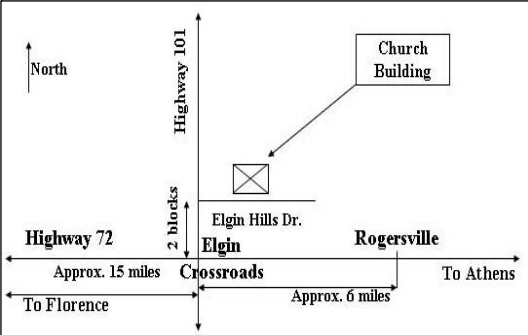 North
Highway 101
Church
Building
2 blocks
Elgin Hills Dr.
Highway 72
Elgin
Crossroads
Rogersville
Approx. 15 miles
To Athens
To Florence
Approx. 6 miles